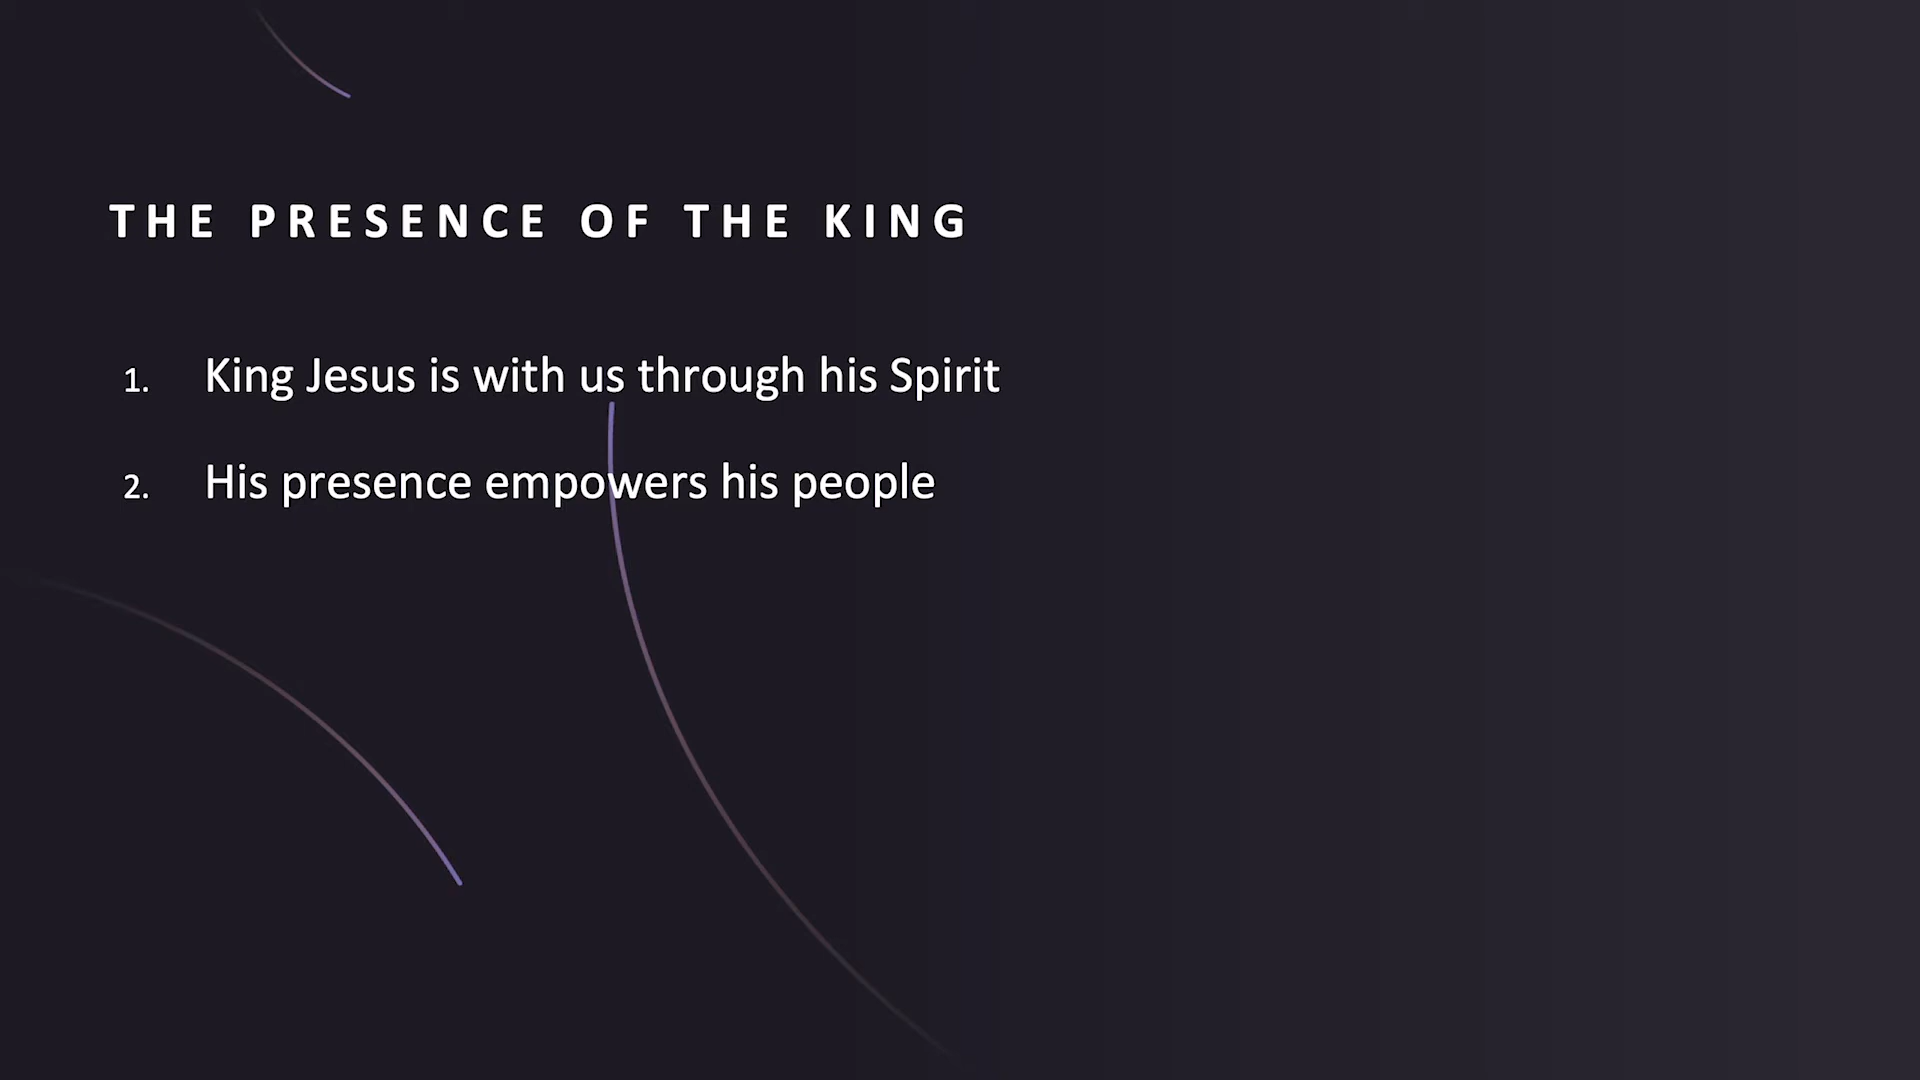 THE PRESENCE OF THE KING
1. King Jesus is with us through his Spirit
2. His presence empowers his people